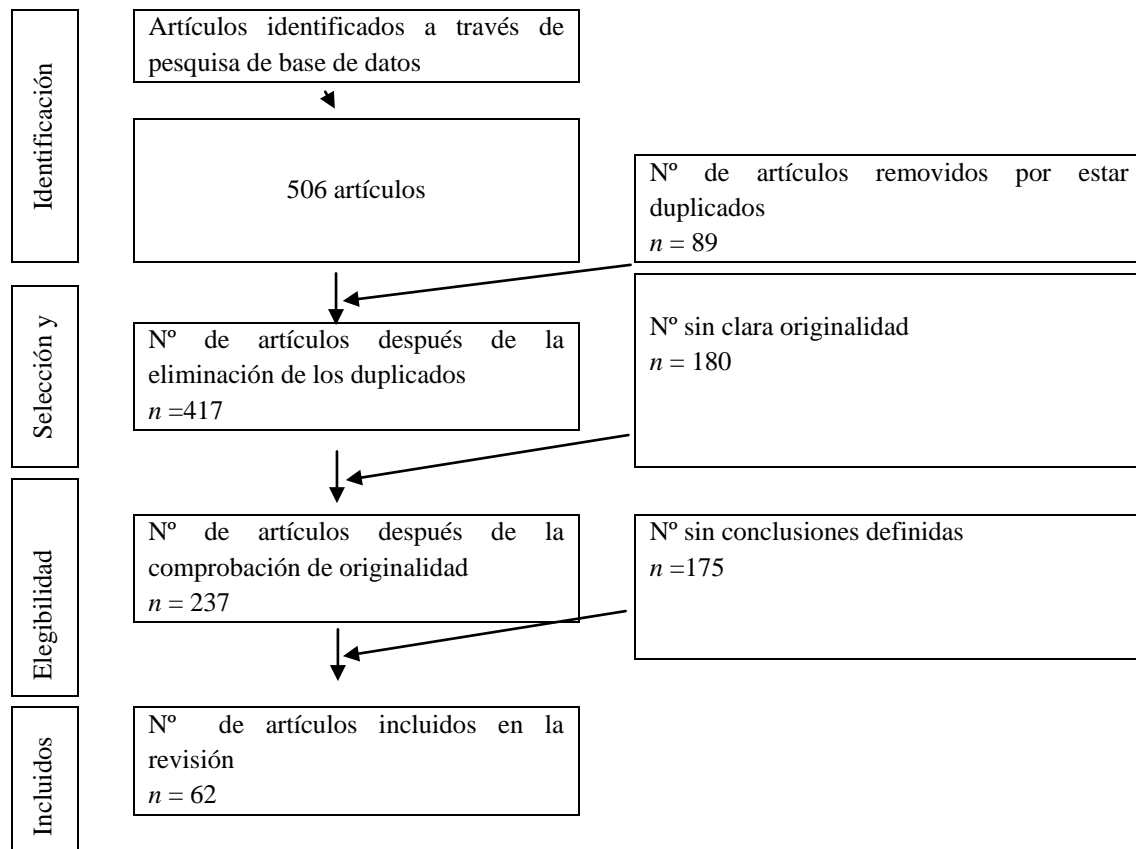 Identificación
Artículos identificados a través de
pesquisa de base de datos
506 artículos
Nº de artículos removidos por estar
duplicados
n = 89
Selección y
Nº de artículos después de la
eliminación de los duplicados
n =417
Nº sin clara originalidad
n = 180
Elegibilidad
Nº de artículos después de la
comprobación de originalidad
n = 237
Nº sin conclusiones definidas
n =175
Incluidos
Nº de artículos incluidos en la
revisión
n = 62